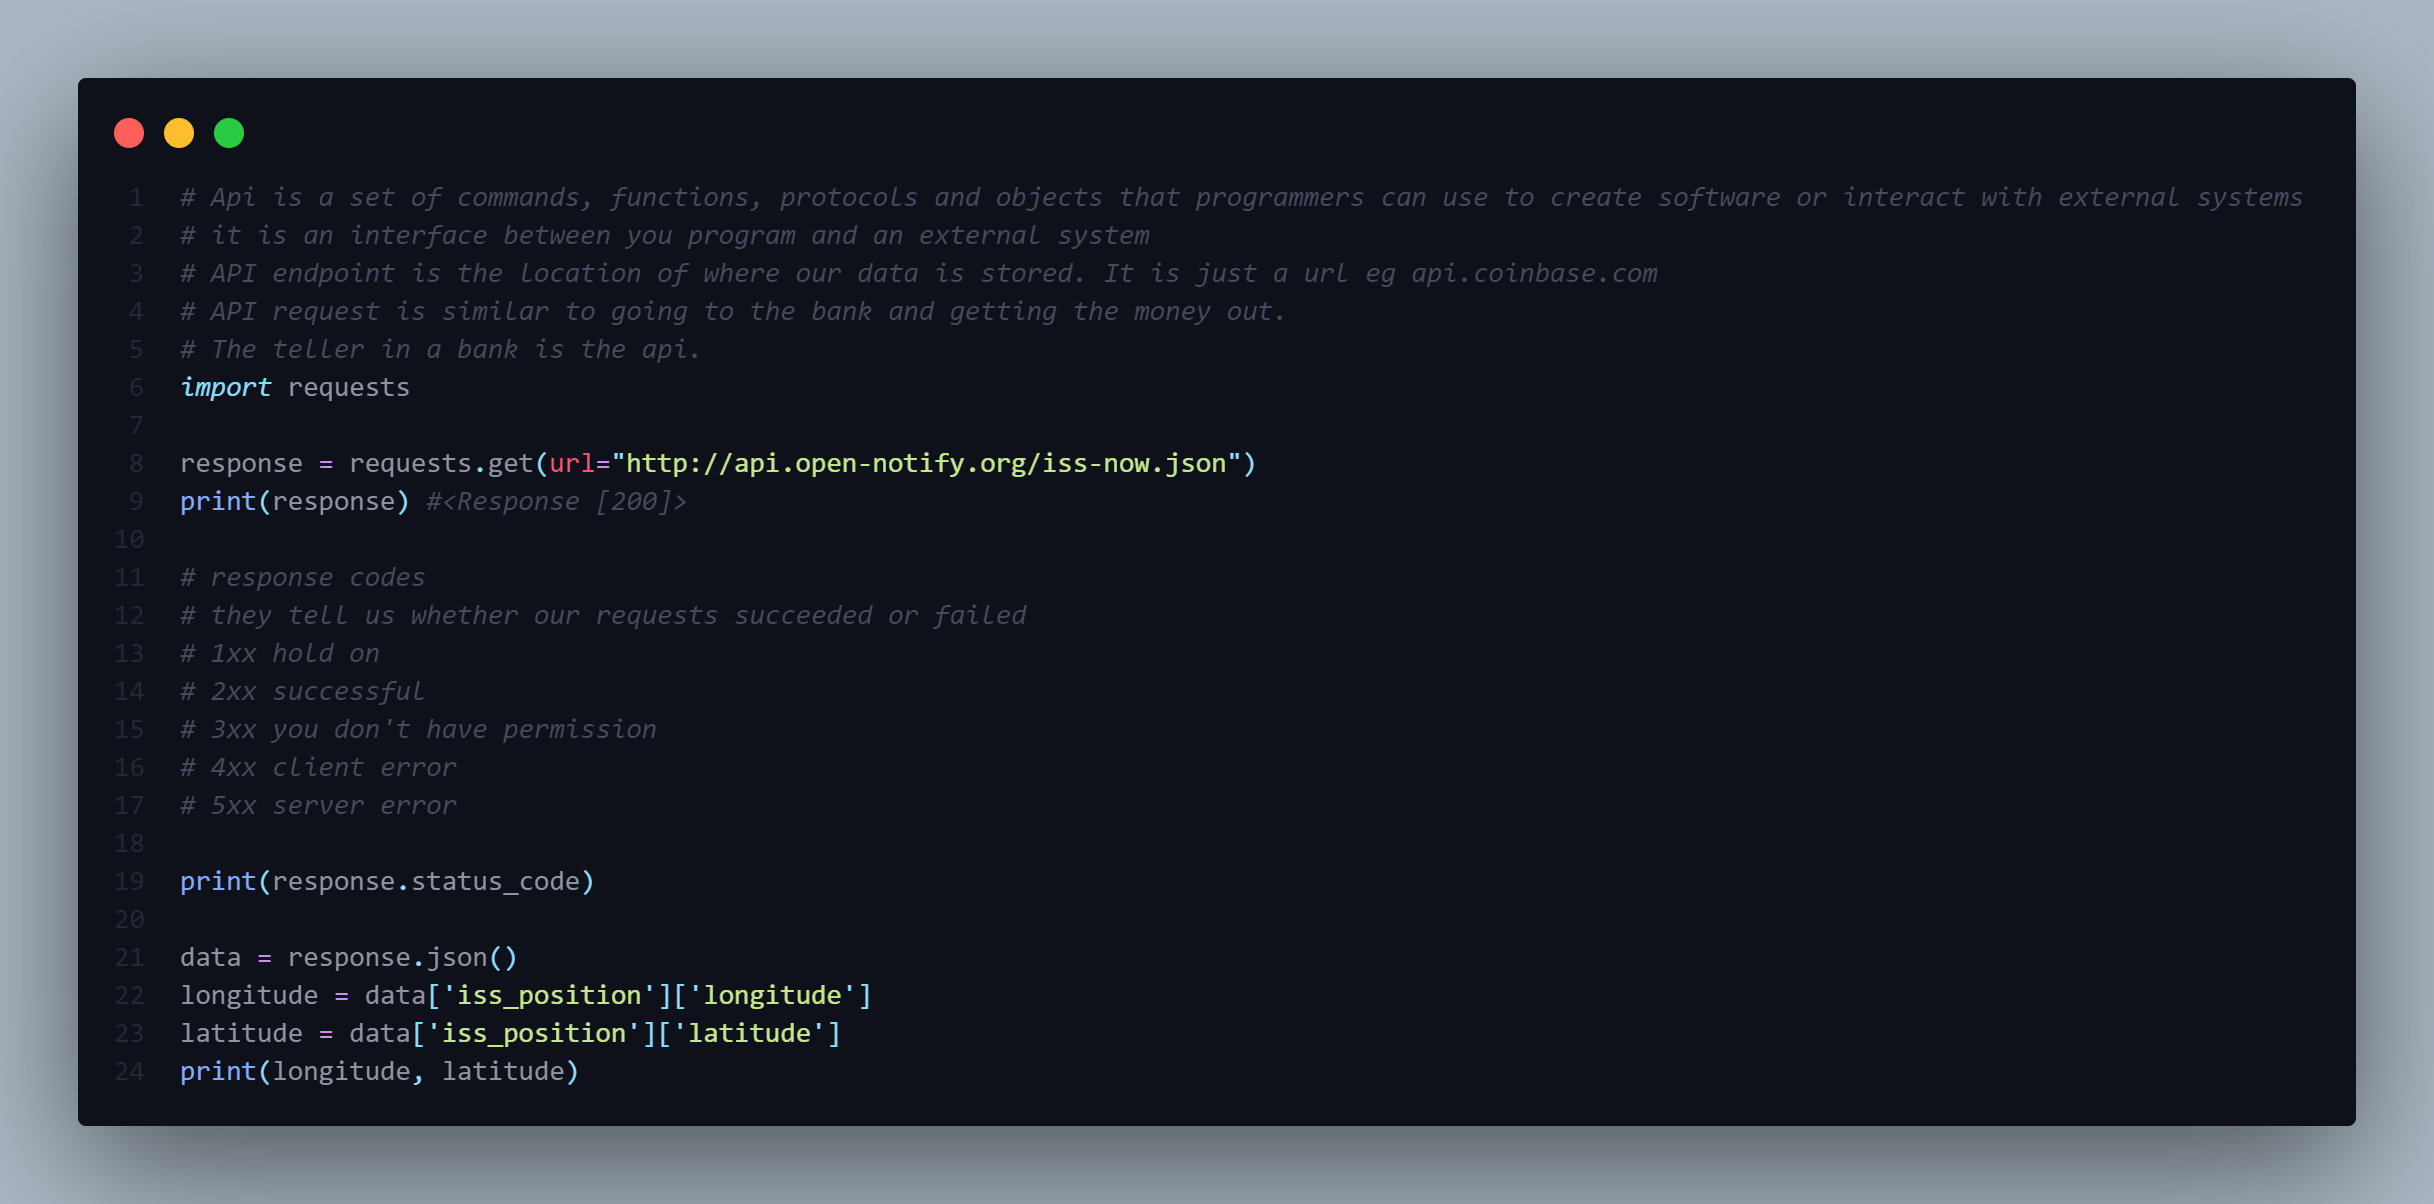 1 # Api is a set of commands, functions, protocols and objects that programmers can use to create software or interact with external systems
2 # it is an interface between you program and an external system
3 # API endpoint is the location of where our data is stored. It is just a url eg api.coinbase.com
4 # API request is similar to going to the bank and getting the money out.
5 # The teller in a bank is the api.
6 import requests
7
8 response = requests.get(url="http://api.open-notify.org/iss-now.json")
9 print(response) #<Response [200]>
10
11 # response codes
12 # they tell us whether our requests succeeded or failed
13 # 1xx hold on
14 # 2xx successful
15 # 3xx you don't have permission
16 # 4xx client error
17 # 5xx server error
18
19 print(response.status_code)
20
21 data = response.json()
22 longitude = data['iss_position']['longitude']
23 latitude = data['iss_position']['latitude']
24 print(longitude, latitude)